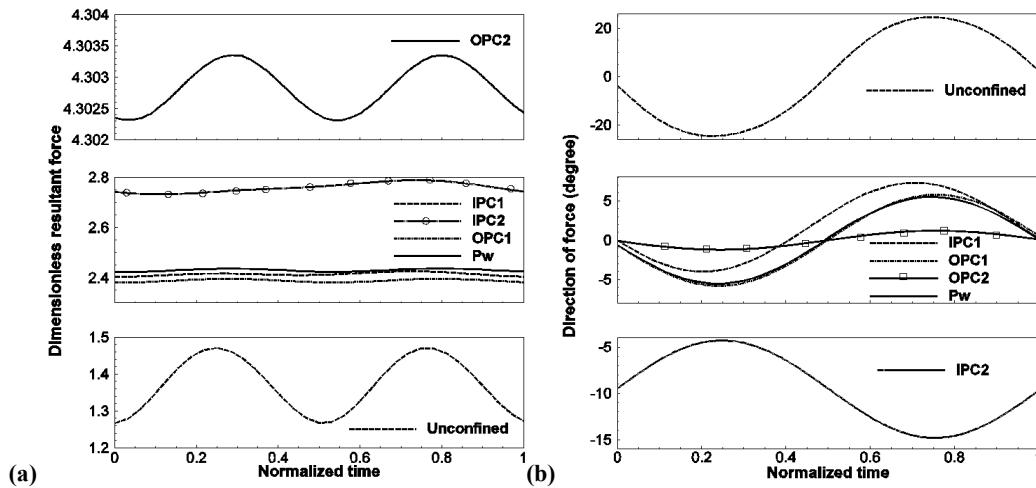 Dimensionless resultant force
4.304
4.3035
4.303
4.3025
4.302
OPC2
2.8
2.6
2.4
IPC1
IPC2
OPC1
Pw
1.5
1.4
1.3
1.2
Unconfined
0 0.2 0.4 0.6 0.8 1
Normalized time
(a)
Direction of force (degree)
20
0
-20
Unconfined
5
0
-5
IPC1
OPC1
OPC2
Pw
-5
-10
-15
IPC2
0 0.2 0.4 0.6 0.8 1
Normalized time
(b)